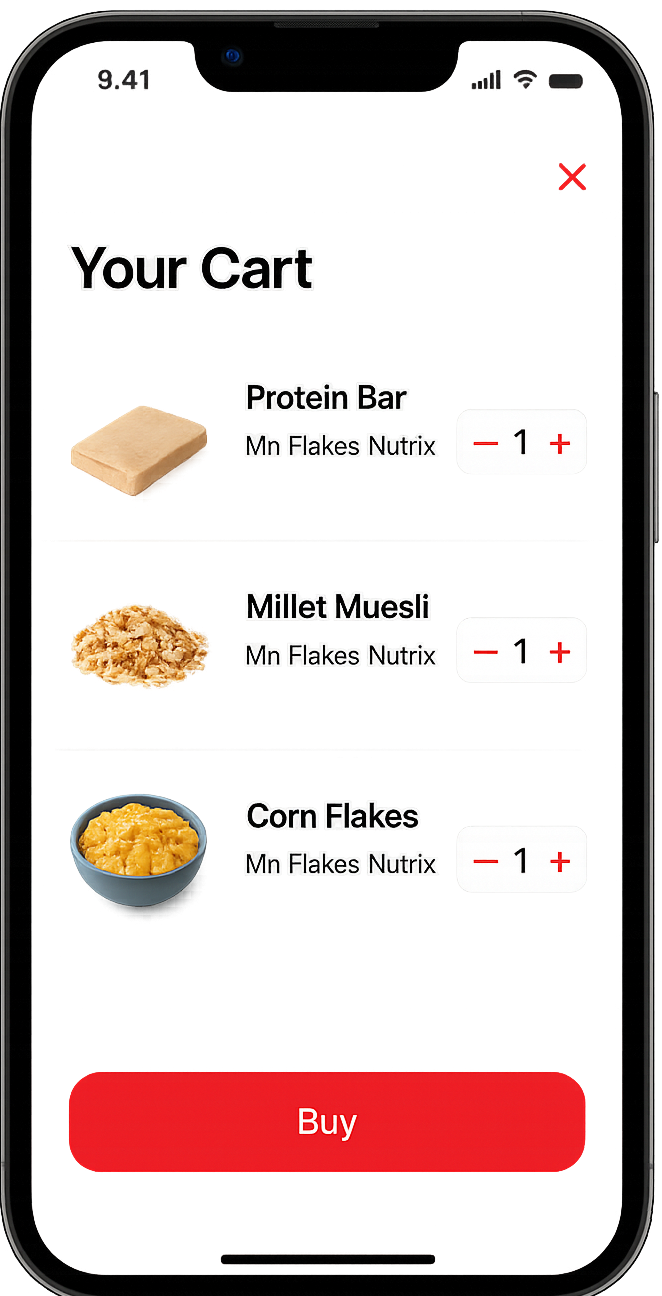 9.41
Your Cart
Protein Bar
Mn Flakes Nutrix
— 1 +
Millet Muesli
Mn Flakes Nutrix
— 1 +
Corn Flakes
Mn Flakes Nutrix
— 1 +
Buy